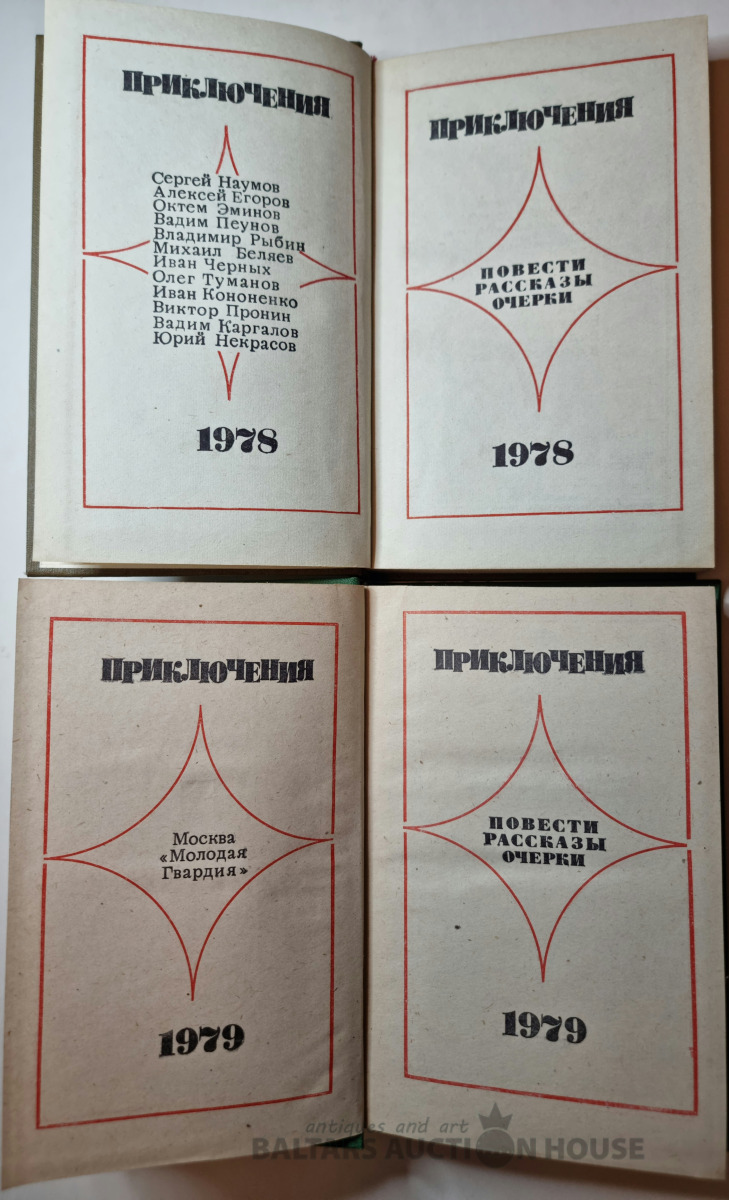 ПРИКЛЮЧЕНИЯ
Сергей Наумов
Алексей Егоров
Октем Эминов
Вадим Пеунов
Владимир Рыбин
Михаил Беляев
Иван Черных
Олег Туманов
Иван Кононенко
Виктор Пронин
Вадим Каргалов
Юрий Некрасов
1978
ПРИКЛЮЧЕНИЯ
ПОВЕСТИ
РАССКАЗЫ
ОЧЕРКИ
1978
ПРИКЛЮЧЕНИЯ
Москва
«Молодая
Гвардия»
1979
ПРИКЛЮЧЕНИЯ
ПОВЕСТИ
РАССКАЗЫ
ОЧЕРКИ
1979
antiques and art
BALTARS AUCTION HOUSE